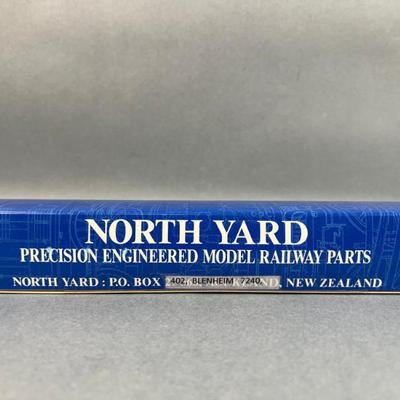 NORTH YARD
PRECISION ENGINEERED MODEL RAILWAY PARTS
NORTH YARD : P.O. BOX 402, BLENHEIM 7240, NEW ZEALAND